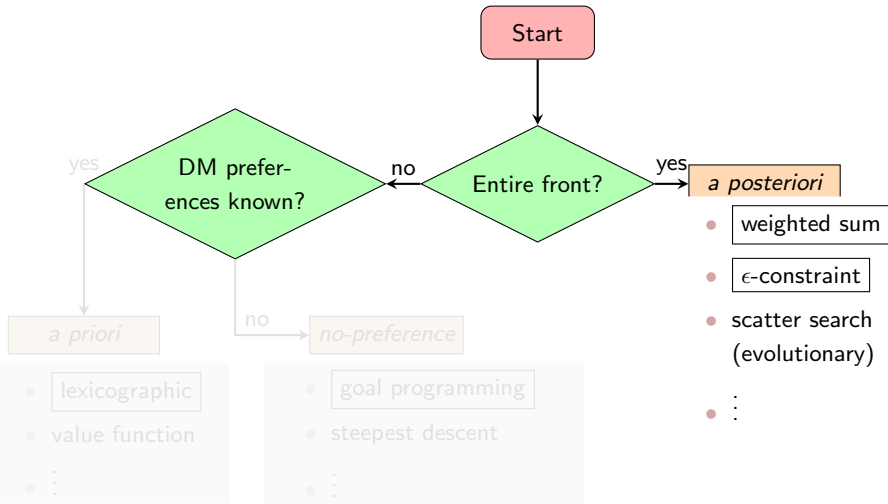 Start
DM prefer-
ences known?
Entire front?
yes
no
yes
a posteriori
weighted sum
ϵ-constraint
scatter search
(evolutionary)
⋮
a priori
no
no-preference
lexicographic
value function
⋮
goal programming
steepest descent
⋮